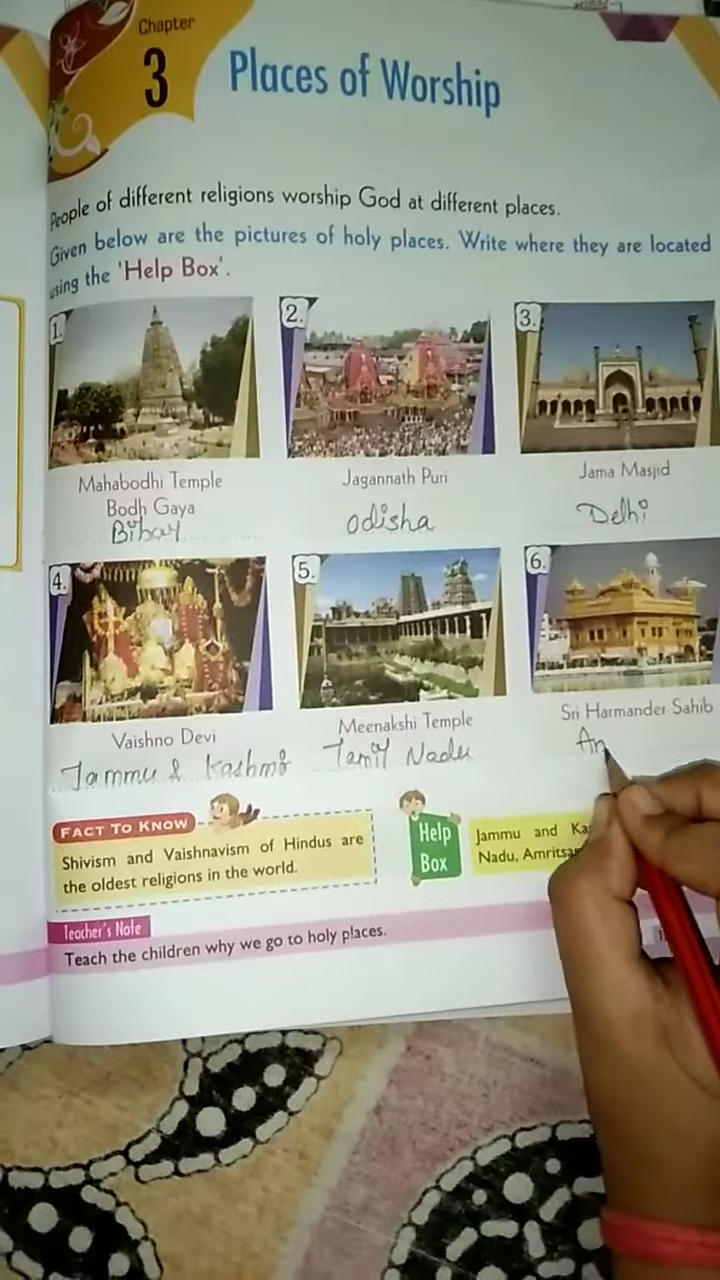 Chapter
3
Places of Worship
People of different religions worship God at different places.
Given below are the pictures of holy places. Write where they are located
using the 'Help Box'.
1.
2.
3.
Mahabodhi Temple
Bodh Gaya
Jagannath Puri
Jama Masjid
Bihar
Odisha
Delhi
4.
5.
6.
Vaishno Devi
Meenakshi Temple
Sri Harmander Sahib
Jammu & Kashmir
Tamil Nadu
Am
FACT TO KNOW
Shivism and Vaishnavism of Hindus are
the oldest religions in the world.
Help
Box
Jammu and Ka
Nadu, Amritsar
Teacher's Note
Teach the children why we go to holy places.